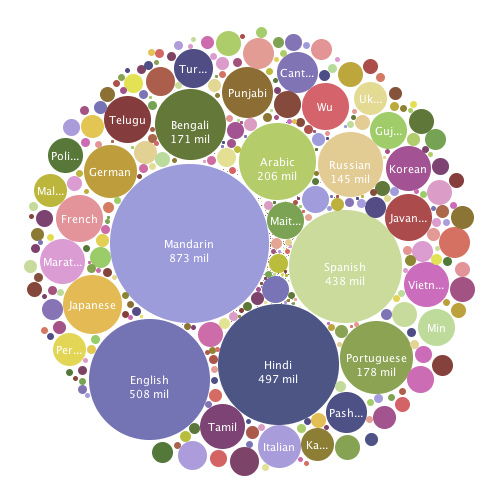 Tur...
Cant...
Punjabi
Uk...
Wu
Telugu
Bengali
171 mil
Guj...
Poli...
Arabic
206 mil
Russian
145 mil
Korean
German
Mal...
French
Mait...
Javan...
Mandarin
873 mil
Marat...
Spanish
438 mil
Vietn...
Japanese
Min
Per...
Hindi
497 mil
Portuguese
178 mil
English
508 mil
Pash...
Tamil
Italian
Ka...